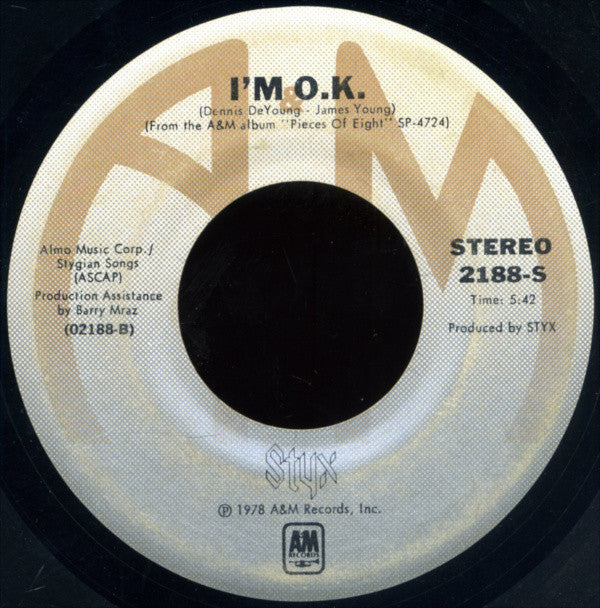 I'M O.K.
(Dennis DeYoung - James Young)
(From the A&M album "Pieces Of Eight" SP-4724)
Almo Music Corp./
Stygian Songs
(ASCAP)
Production Assistance
by Barry Mraz
(02188-B)
STEREO
2188-S
Time: 5:42
Produced by STYX
Styx
℗ 1978 A&M Records, Inc.
A&M
RECORDS